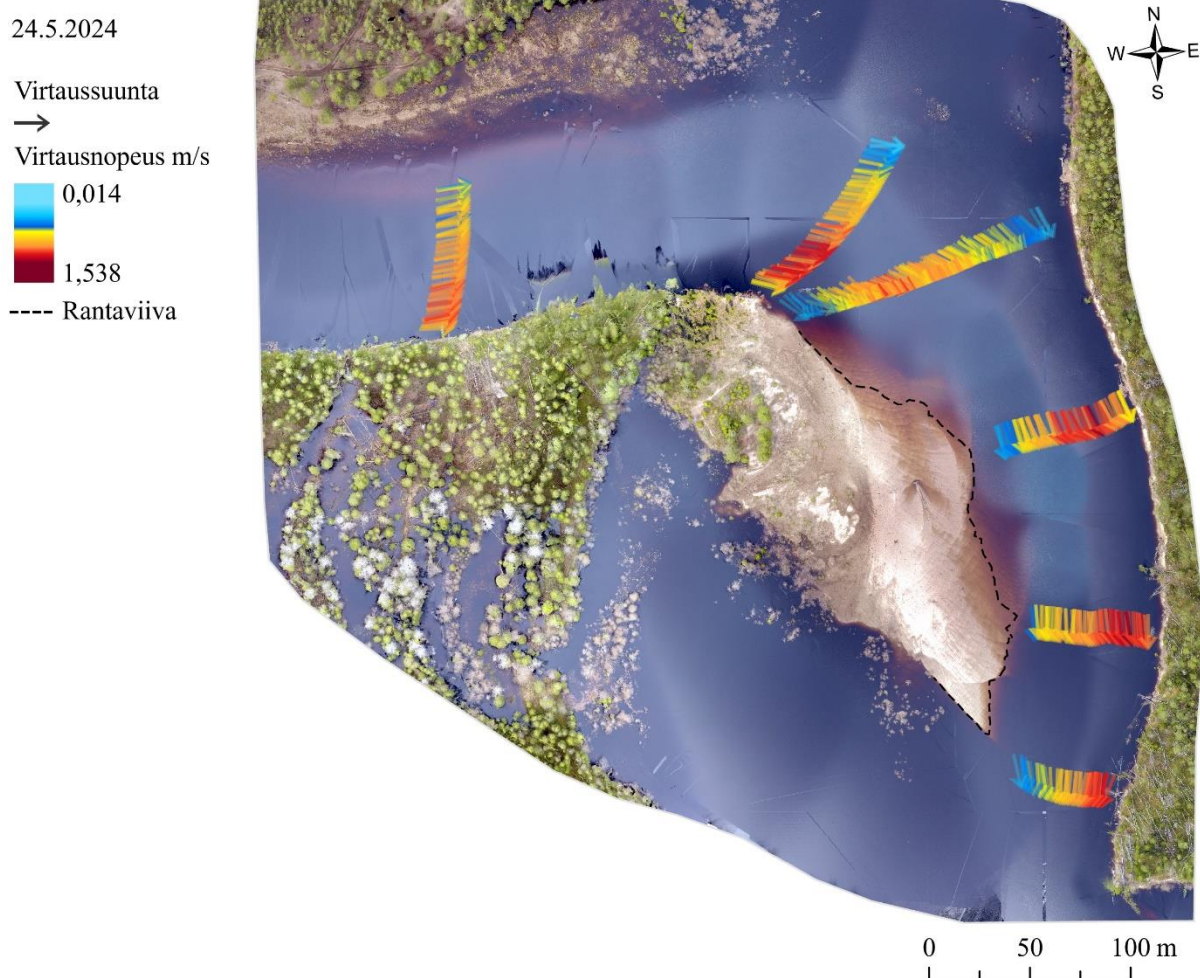 24.5.2024
Virtaussuunta
Virtausnopeus m/s
0,014
1,538
Rantaviiva
N
W E
S
0 50 100 m